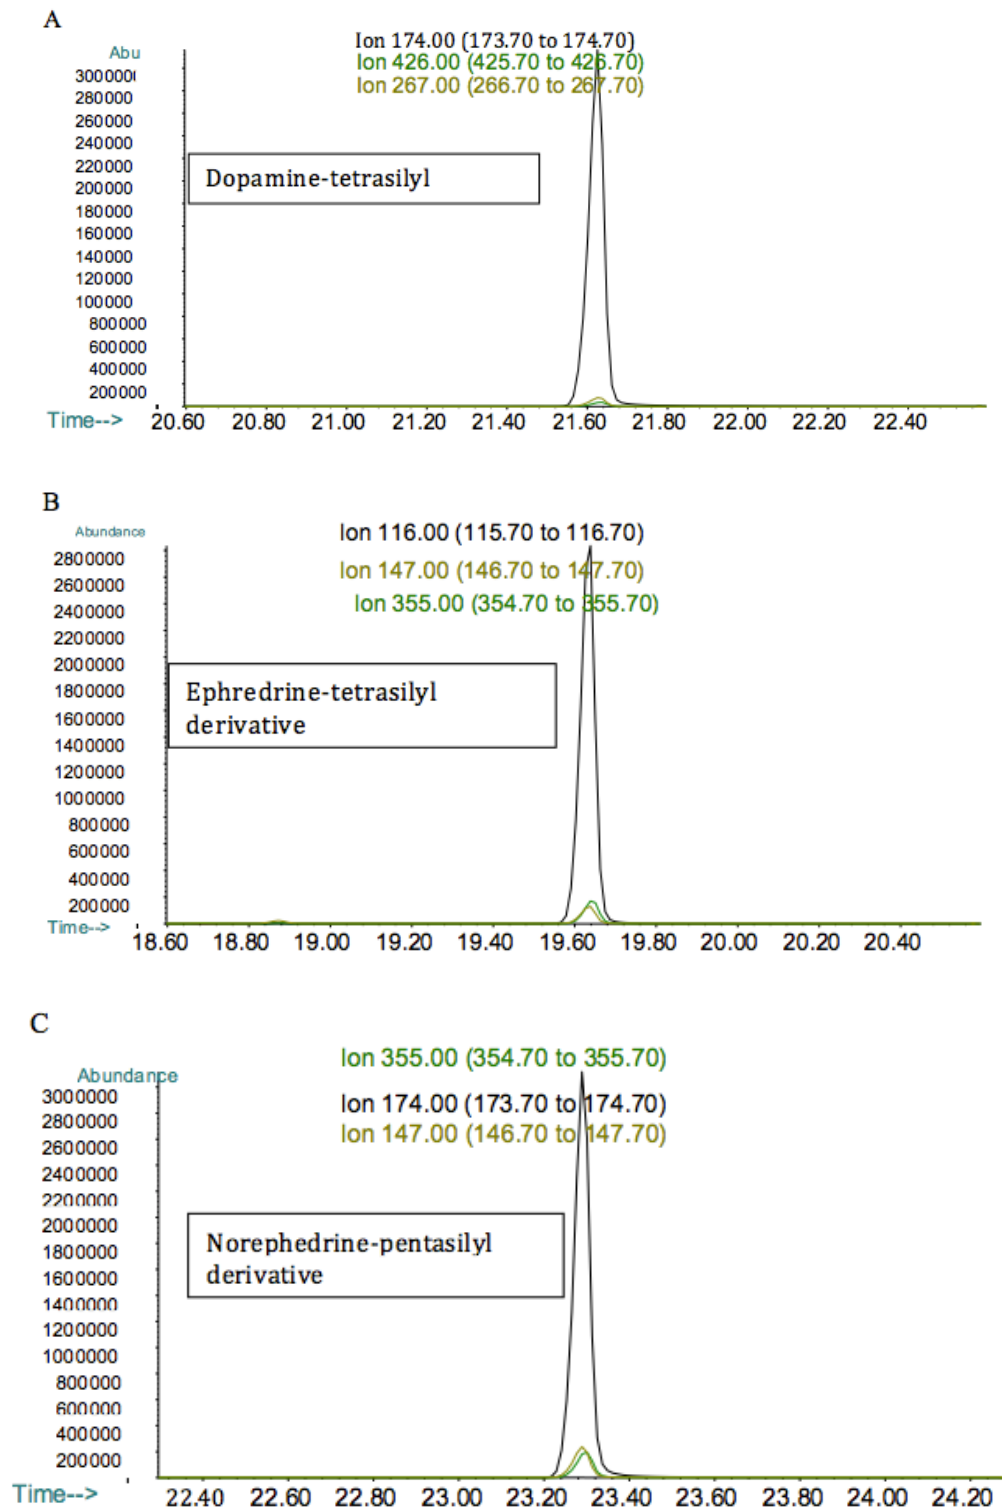 A
Abu
Ion 174.00 (173.70 to 174.70)
Ion 426.00 (425.70 to 426.70)
Ion 267.00 (266.70 to 267.70)
300000
280000
260000
240000
220000
200000
180000
160000
140000
120000
100000
800000
600000
400000
200000
Dopamine-tetrasilyl
Time-->
20.60 20.80 21.00 21.20 21.40 21.60 21.80 22.00 22.20 22.40
B
Abundance
Ion 116.00 (115.70 to 116.70)
Ion 147.00 (146.70 to 147.70)
Ion 355.00 (354.70 to 355.70)
2800000
2600000
2400000
2200000
2000000
1800000
1600000
1400000
1200000
1000000
800000
600000
400000
200000
Ephredrine-tetrasilyl
derivative
Time-->
18.60 18.80 19.00 19.20 19.40 19.60 19.80 20.00 20.20 20.40
C
Abundance
Ion 355.00 (354.70 to 355.70)
Ion 174.00 (173.70 to 174.70)
Ion 147.00 (146.70 to 147.70)
3000000
2800000
2600000
2400000
2200000
2000000
1800000
1600000
1400000
1200000
1000000
800000
600000
400000
200000
Norephedrine-pentasilyl
derivative
Time-->
22.40 22.60 22.80 23.00 23.20 23.40 23.60 23.80 24.00 24.20